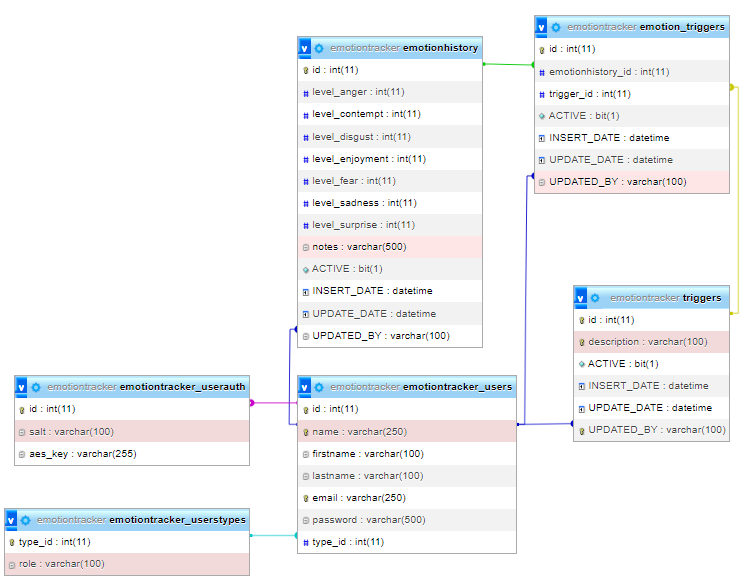 v emotiontracker emotionhistory
id : int(11)
level_anger : int(11)
level_contempt : int(11)
level_disgust : int(11)
level_enjoyment : int(11)
level_fear : int(11)
level_sadness : int(11)
level_surprise : int(11)
notes : varchar(500)
ACTIVE : bit(1)
INSERT_DATE : datetime
UPDATE_DATE : datetime
UPDATED_BY : varchar(100)
v emotiontracker emotion_triggers
id : int(11)
emotionhistory_id : int(11)
trigger_id : int(11)
ACTIVE : bit(1)
INSERT_DATE : datetime
UPDATE_DATE : datetime
UPDATED_BY : varchar(100)
v emotiontracker triggers
id : int(11)
description : varchar(100)
ACTIVE : bit(1)
INSERT_DATE : datetime
UPDATE_DATE : datetime
UPDATED_BY : varchar(100)
v emotiontracker emotiontracker_userauth
id : int(11)
salt : varchar(100)
aes_key : varchar(255)
v emotiontracker emotiontracker_users
id : int(11)
name : varchar(250)
firstname : varchar(100)
lastname : varchar(100)
email : varchar(250)
password : varchar(500)
type_id : int(11)
v emotiontracker emotiontracker_userstypes
type_id : int(11)
role : varchar(100)